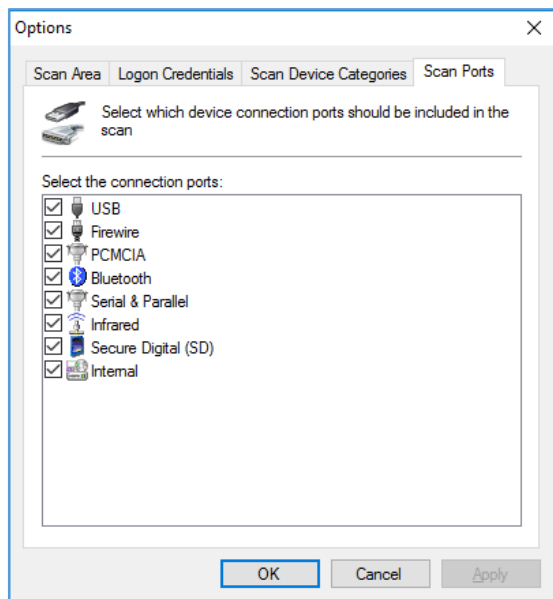 Options
Scan Area
Logon Credentials
Scan Device Categories
Scan Ports
Select which device connection ports should be included in the
scan
Select the connection ports:
USB
Firewire
PCMCIA
Bluetooth
Serial & Parallel
Infrared
Secure Digital (SD)
Internal
OK
Cancel
Apply